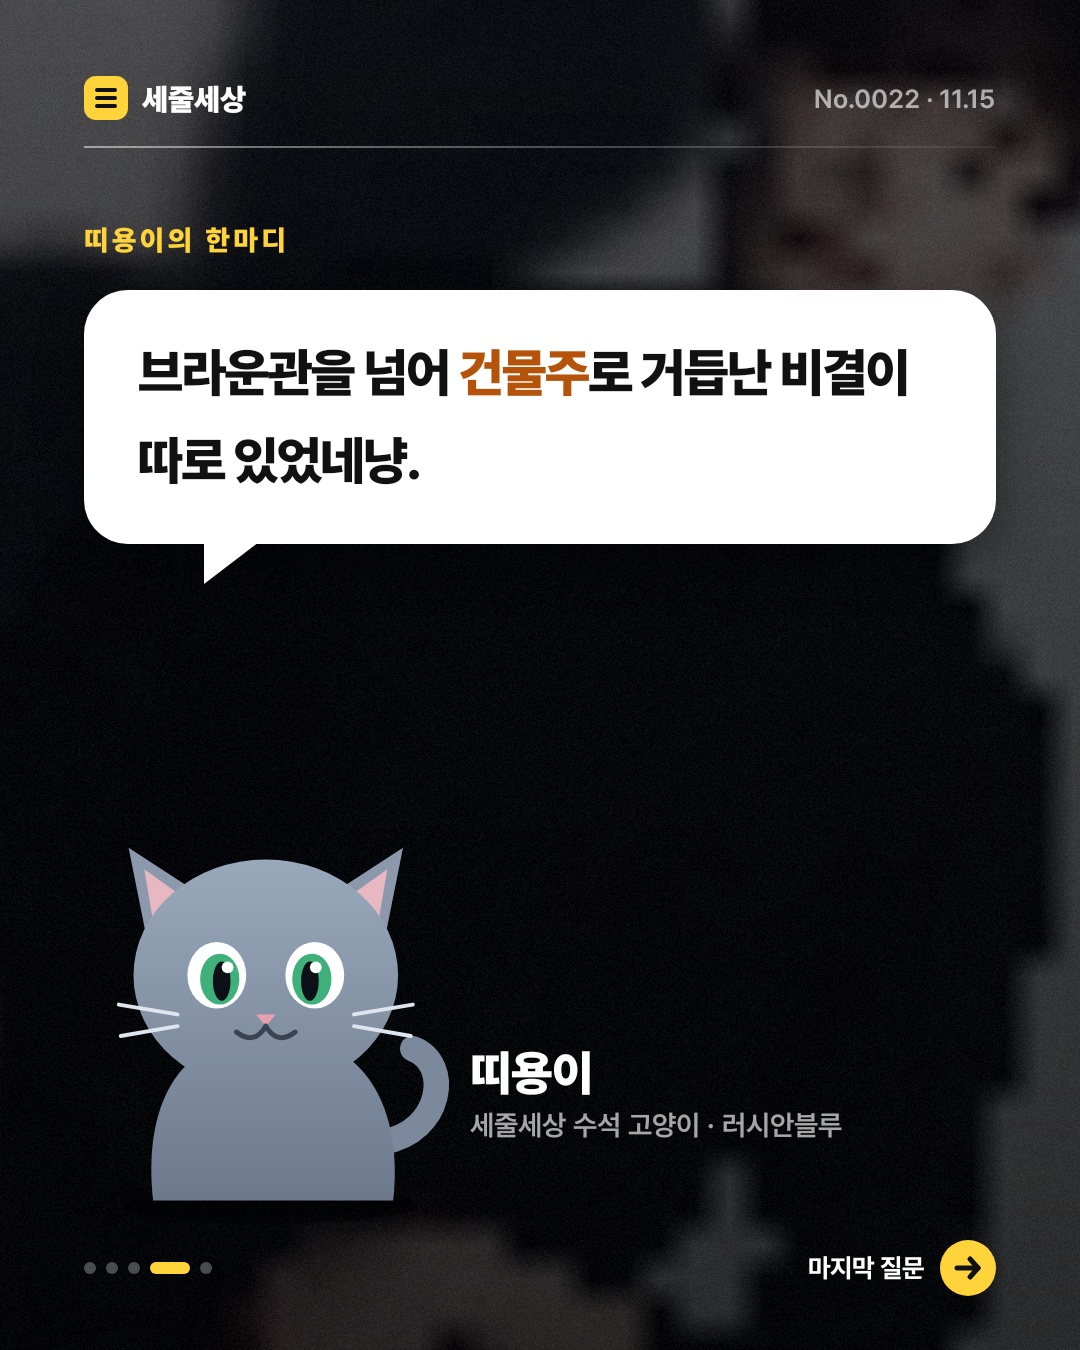 세줄세상
No.0022 · 11.15
띠용이의 한마디
브라운관을 넘어 건물주로 거듭난 비결이
따로 있었네냥.
띠용이
세줄세상 수석 고양이 · 러시안블루
마지막 질문